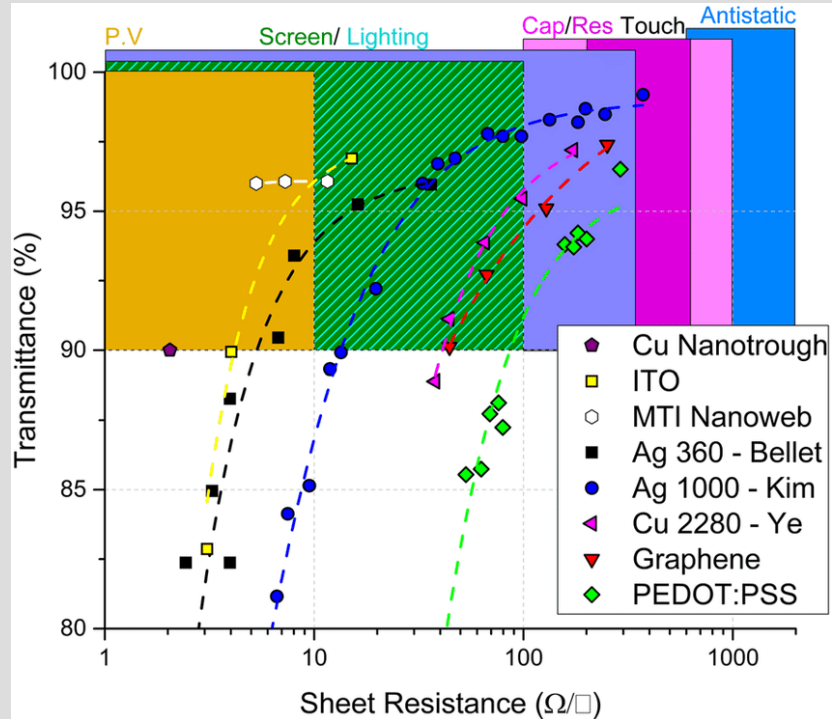 P.V
Screen/ Lighting
Cap/Res Touch
Antistatic
100
95
90
85
80
Transmittance (%)
1
10
100
1000
Sheet Resistance (Ω/□)
Cu Nanotrough
ITO
MTI Nanoweb
Ag 360 - Bellet
Ag 1000 - Kim
Cu 2280 - Ye
Graphene
PEDOT:PSS